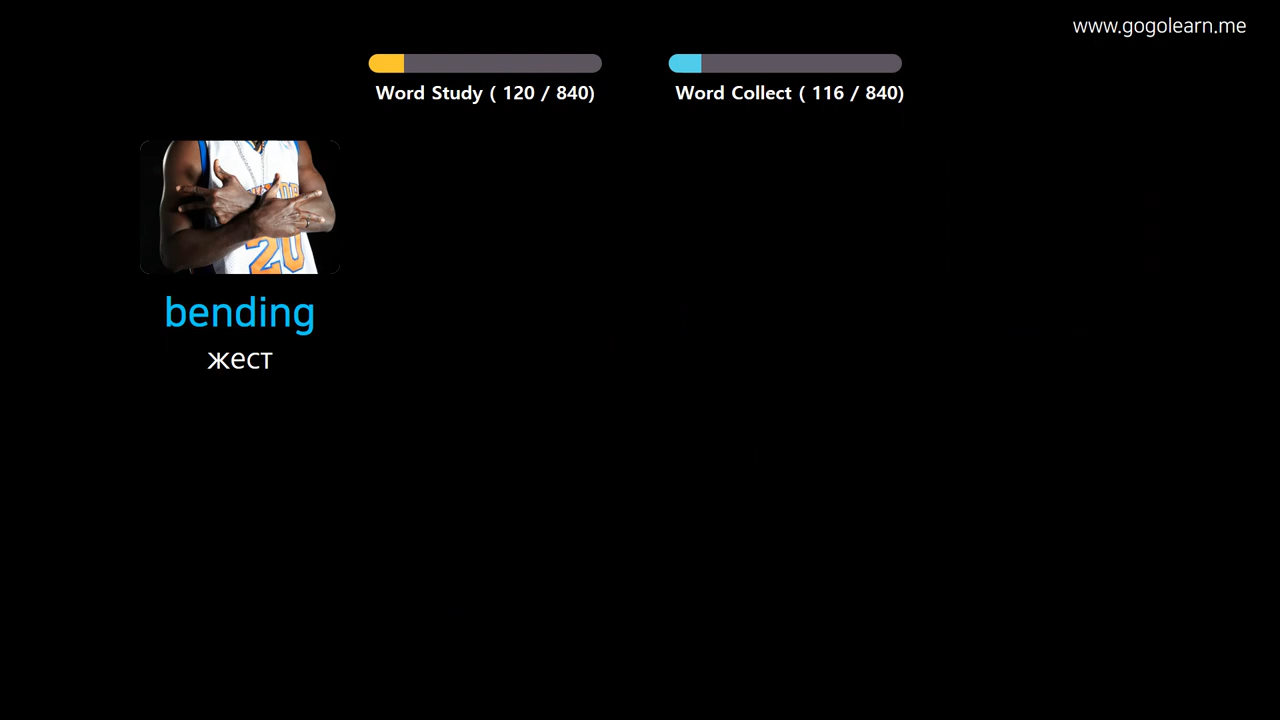 www.gogolearn.me
Word Study ( 120 / 840)
Word Collect ( 116 / 840)
20
bending
жест